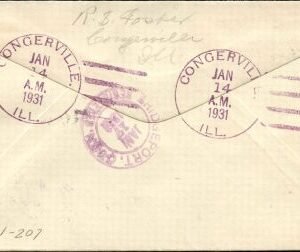 R. S. Foster
Congerville
Ill
CONGERVILLE,
JAN
14
A.M.
1931
ILL.
CONGERVILLE
JAN
14
A.M.
1931
ILL.
1-207